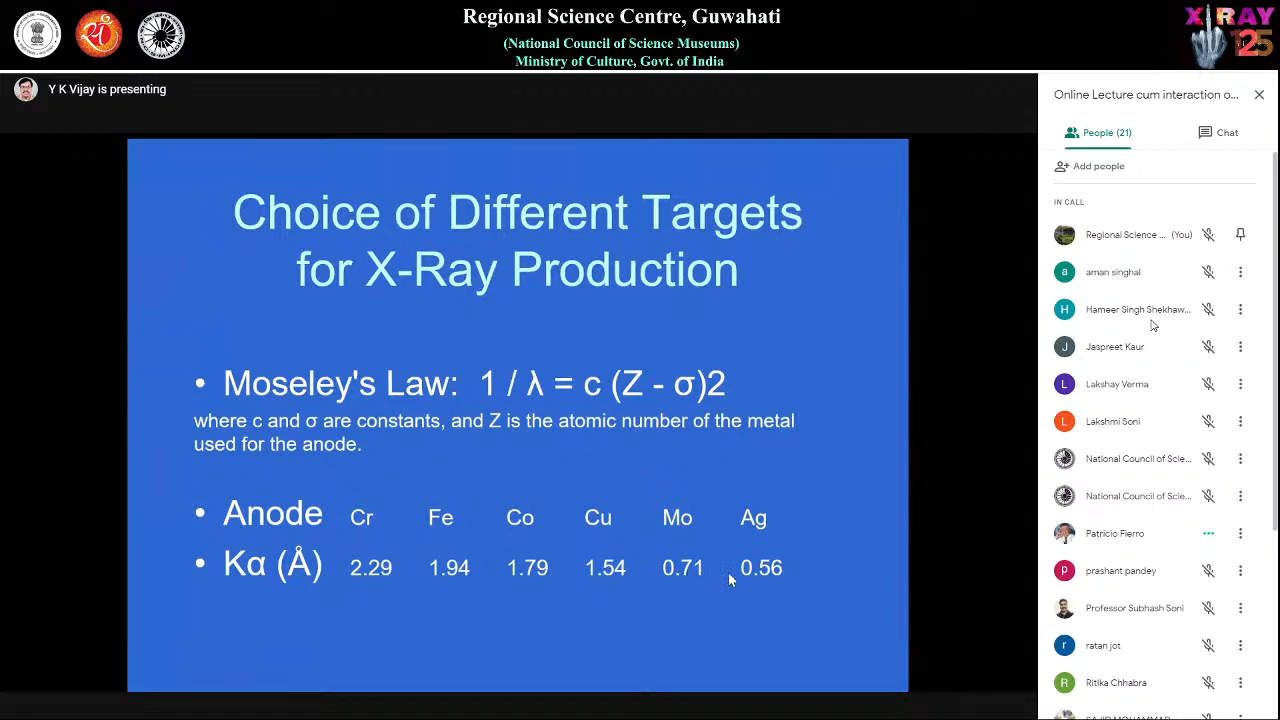 Regional Science Centre, Guwahati
(National Council of Science Museums)
Ministry of Culture, Govt. of India
X RAY
125
YEARS
Y K Vijay is presenting
Choice of Different Targets
for X-Ray Production
• Moseley's Law: 1 / λ = c (Z - σ)2
where c and σ are constants, and Z is the atomic number of the metal
used for the anode.
• Anode Cr Fe Co Cu Mo Ag
• Kα (Å) 2.29 1.94 1.79 1.54 0.71 0.56
Online Lecture cum interaction o...
People (21) Chat
Add people
IN CALL
Regional Science ... (You)
a aman singhal
H Hameer Singh Shekhaw...
J Jaspreet Kaur
L Lakshay Verma
L Lakshmi Soni
National Council of Scie...
National Council of Scie...
Patricio Fierro
p prashant pandey
Professor Subhash Soni
r ratan jot
R Ritika Chhabra